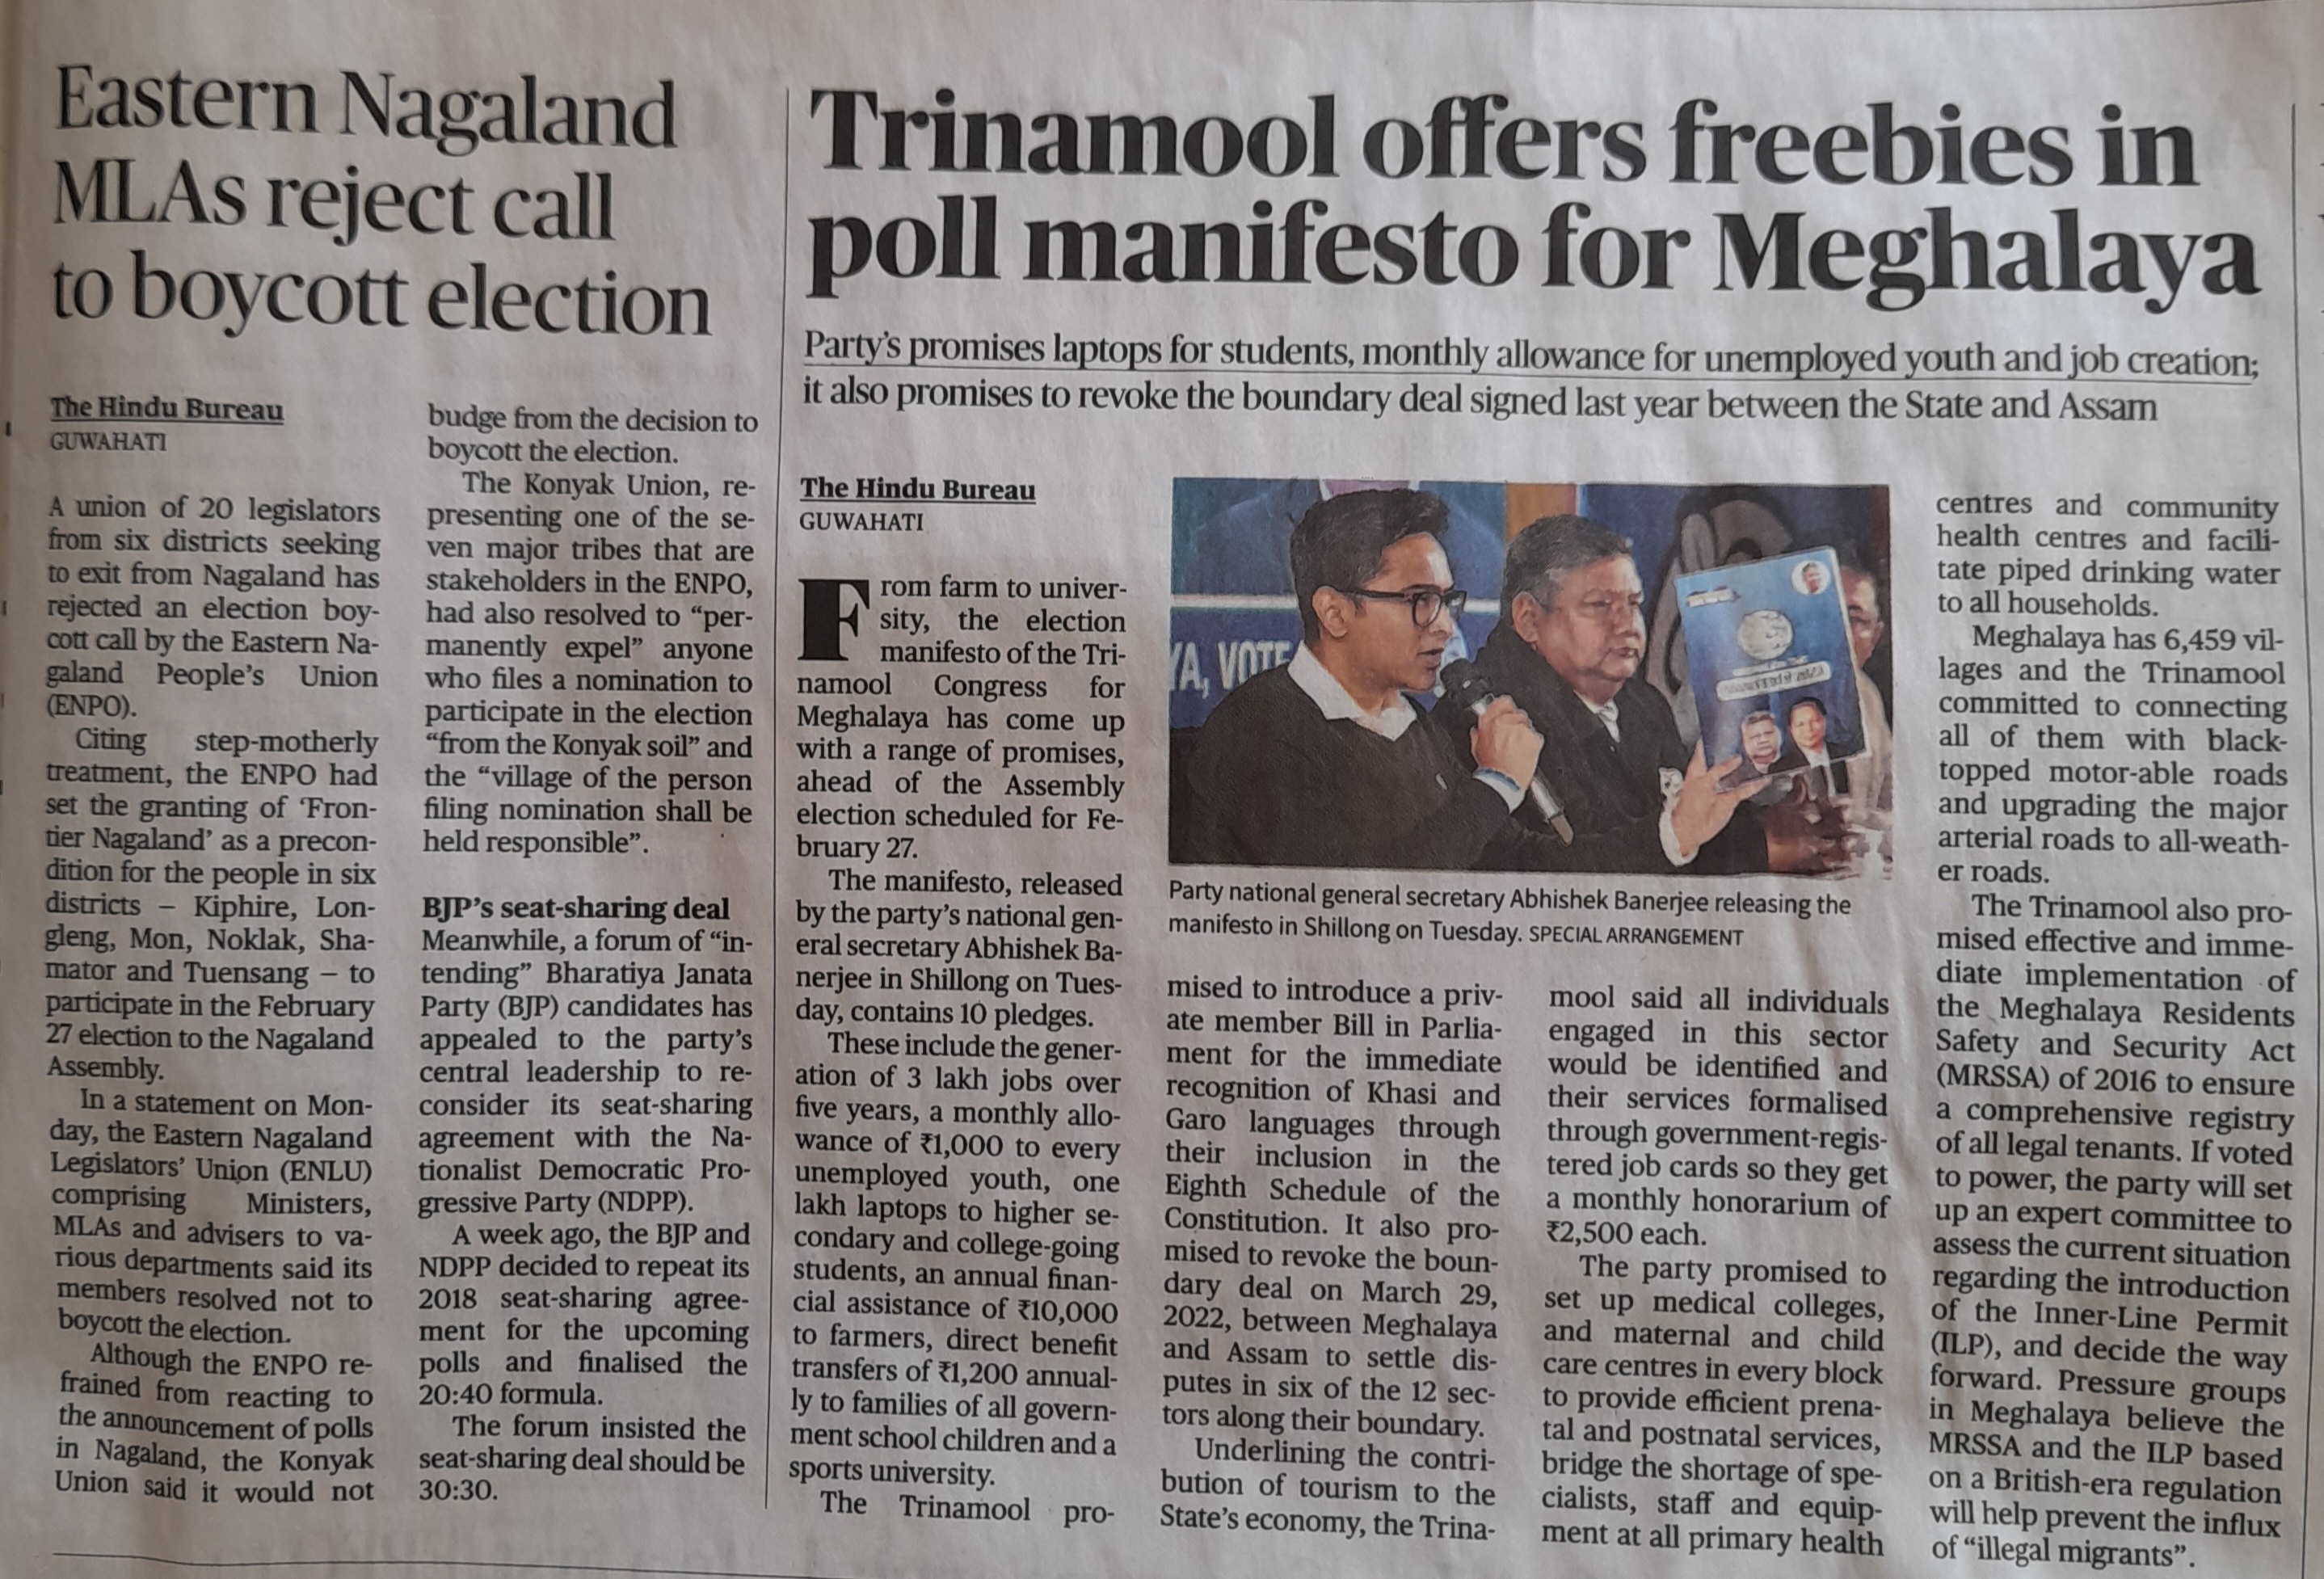 Eastern Nagaland
MLAs reject call
to boycott election
The Hindu Bureau
GUWAHATI
A union of 20 legislators
from six districts seeking
to exit from Nagaland has
rejected an election boy-
cott call by the Eastern Na-
galand People's Union
(ENPO).
Citing step-motherly
treatment, the ENPO had
set the granting of 'Fron-
tier Nagaland' as a precon-
dition for the people in six
districts – Kiphire, Lon-
gleng, Mon, Noklak, Sha-
mator and Tuensang – to
participate in the February
27 election to the Nagaland
Assembly.
In a statement on Mon-
day, the Eastern Nagaland
Legislators' Union (ENLU)
comprising Ministers,
MLAs and advisers to va-
rious departments said its
members resolved not to
boycott the election.
Although the ENPO re-
frained from reacting to
the announcement of polls
in Nagaland, the Konyak
Union said it would not
budge from the decision to
boycott the election.
The Konyak Union, re-
presenting one of the se-
ven major tribes that are
stakeholders in the ENPO,
had also resolved to "per-
manently expel" anyone
who files a nomination to
participate in the election
"from the Konyak soil" and
the "village of the person
filing nomination shall be
held responsible".
BJP's seat-sharing deal
Meanwhile, a forum of "in-
tending" Bharatiya Janata
Party (BJP) candidates has
appealed to the party's
central leadership to re-
consider its seat-sharing
agreement with the Na-
tionalist Democratic Pro-
gressive Party (NDPP).
A week ago, the BJP and
NDPP decided to repeat its
2018 seat-sharing agree-
ment for the upcoming
polls and finalised the
20:40 formula.
The forum insisted the
seat-sharing deal should be
30:30.
Trinamool offers freebies in
poll manifesto for Meghalaya
Party's promises laptops for students, monthly allowance for unemployed youth and job creation;
it also promises to revoke the boundary deal signed last year between the State and Assam
The Hindu Bureau
GUWAHATI
From farm to univer-
sity, the election
manifesto of the Tri-
namool Congress for
Meghalaya has come up
with a range of promises,
ahead of the Assembly
election scheduled for Fe-
bruary 27.
The manifesto, released
by the party's national gen-
eral secretary Abhishek Ba-
nerjee in Shillong on Tues-
day, contains 10 pledges.
These include the gener-
ation of 3 lakh jobs over
five years, a monthly allo-
wance of ₹1,000 to every
unemployed youth, one
lakh laptops to higher se-
condary and college-going
students, an annual finan-
cial assistance of ₹10,000
to farmers, direct benefit
transfers of ₹1,200 annual-
ly to families of all govern-
ment school children and a
sports university.
The Trinamool pro-
YA, VOTE
Party national general secretary Abhishek Banerjee releasing the
manifesto in Shillong on Tuesday. SPECIAL ARRANGEMENT
mised to introduce a priv-
ate member Bill in Parlia-
ment for the immediate
recognition of Khasi and
Garo languages through
their inclusion in the
Eighth Schedule of the
Constitution. It also pro-
mised to revoke the boun-
dary deal on March 29,
2022, between Meghalaya
and Assam to settle dis-
putes in six of the 12 sec-
tors along their boundary.
Underlining the contri-
bution of tourism to the
State's economy, the Trina-
mool said all individuals
engaged in this sector
would be identified and
their services formalised
through government-regis-
tered job cards so they get
a monthly honorarium of
₹2,500 each.
The party promised to
set up medical colleges,
and maternal and child
care centres in every block
to provide efficient prena-
tal and postnatal services,
bridge the shortage of spe-
cialists, staff and equip-
ment at all primary health
centres and community
health centres and facili-
tate piped drinking water
to all households.
Meghalaya has 6,459 vil-
lages and the Trinamool
committed to connecting
all of them with black-
topped motor-able roads
and upgrading the major
arterial roads to all-weath-
er roads.
The Trinamool also pro-
mised effective and imme-
diate implementation of
the Meghalaya Residents
Safety and Security Act
(MRSSA) of 2016 to ensure
a comprehensive registry
of all legal tenants. If voted
to power, the party will set
up an expert committee to
assess the current situation
regarding the introduction
of the Inner-Line Permit
(ILP), and decide the way
forward. Pressure groups
in Meghalaya believe the
MRSSA and the ILP based
on a British-era regulation
will help prevent the influx
of "illegal migrants".